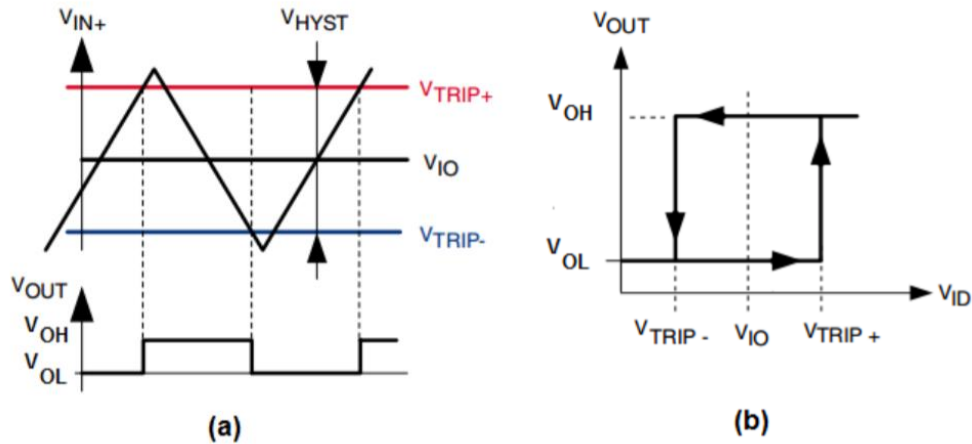 VIN+
VHYST
VTRIP+
VIO
VTRIP-
VOUT
VOH
VOL
(a)
VOUT
VOH
VOL
VID
VTRIP -
VIO
VTRIP +
(b)